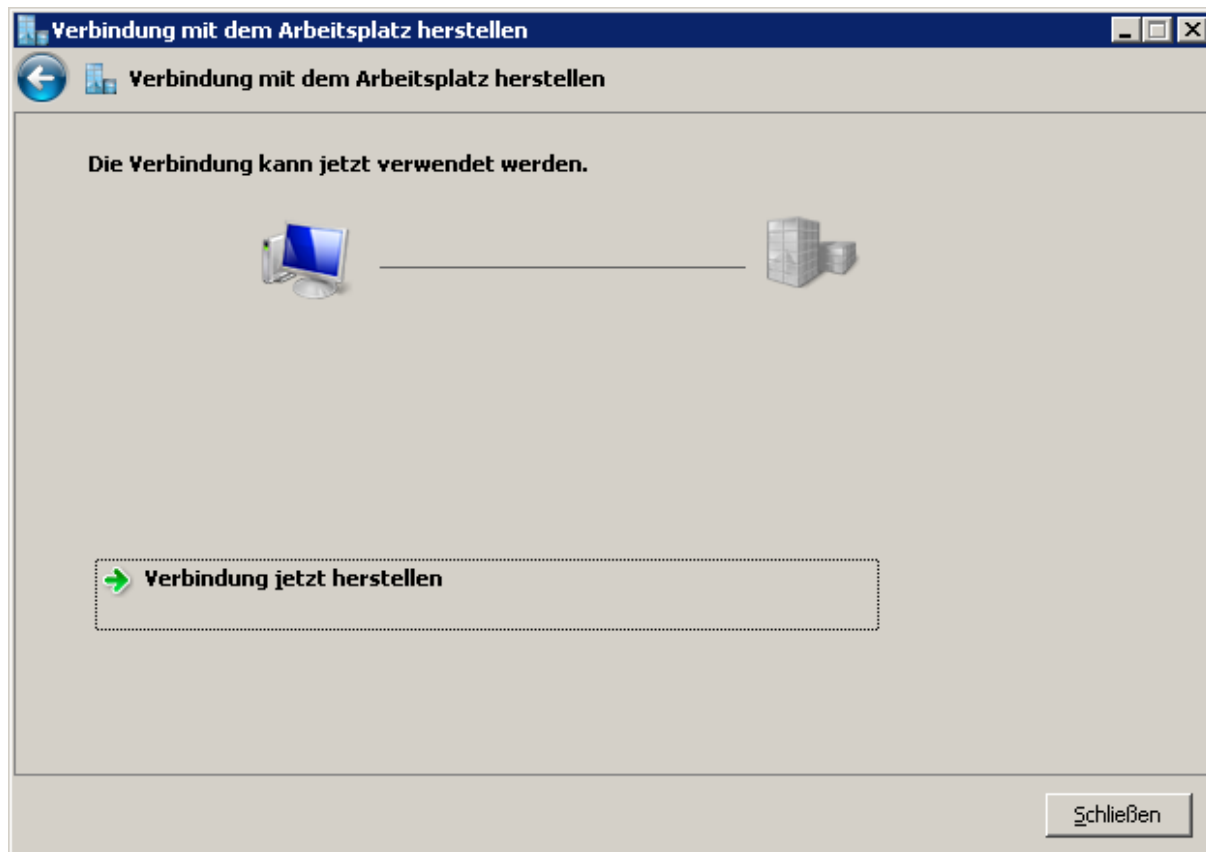 Verbindung mit dem Arbeitsplatz herstellen
Verbindung mit dem Arbeitsplatz herstellen
Die Verbindung kann jetzt verwendet werden.
Verbindung jetzt herstellen
Schließen